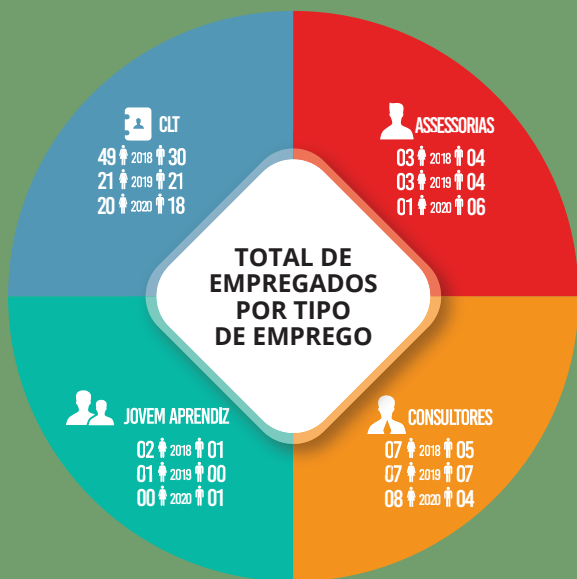 CLT
49 2018 30
21 2019 21
20 2020 18
ASSESSORIAS
03 2018 04
03 2019 04
01 2020 06
TOTAL DE
EMPREGADOS
POR TIPO
DE EMPREGO
JOVEM APRENDIZ
02 2018 01
01 2019 00
00 2020 01
CONSULTORES
07 2018 05
07 2019 07
08 2020 04